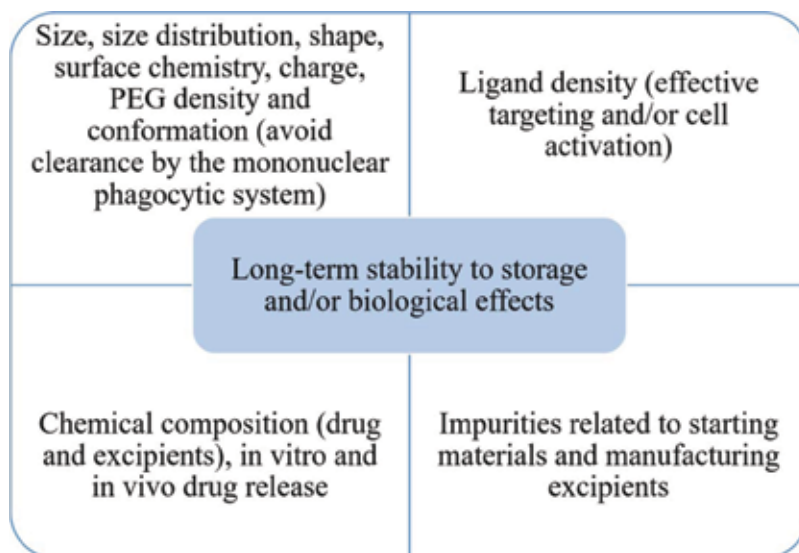 Size, size distribution, shape,
surface chemistry, charge,
PEG density and
conformation (avoid
clearance by the mononuclear
phagocytic system)
Ligand density (effective
targeting and/or cell
activation)
Long-term stability to storage
and/or biological effects
Chemical composition (drug
and excipients), in vitro and
in vivo drug release
Impurities related to starting
materials and manufacturing
excipients